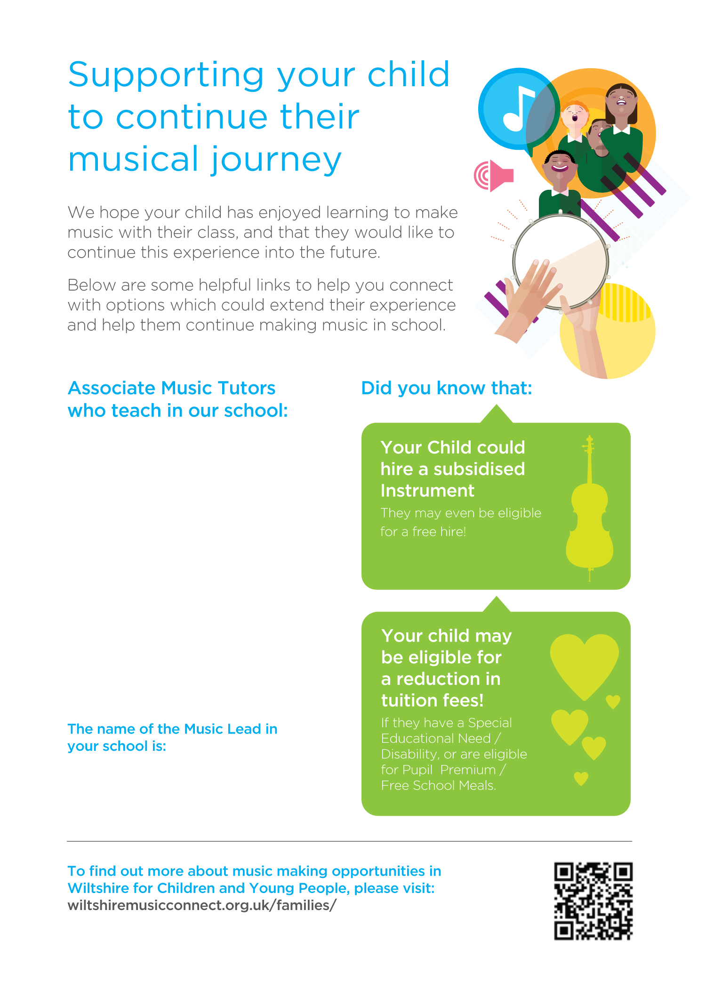 Supporting your child
to continue their
musical journey
We hope your child has enjoyed learning to make
music with their class, and that they would like to
continue this experience into the future.
Below are some helpful links to help you connect
with options which could extend their experience
and help them continue making music in school.
Associate Music Tutors
who teach in our school:
The name of the Music Lead in
your school is:
Did you know that:
Your Child could
hire a subsidised
Instrument
They may even be eligible
for a free hire!
Your child may
be eligible for
a reduction in
tuition fees!
If they have a Special
Educational Need /
Disability, or are eligible
for Pupil  Premium /
Free School Meals.
To find out more about music making opportunities in
Wiltshire for Children and Young People, please visit:
wiltshiremusicconnect.org.uk/families/